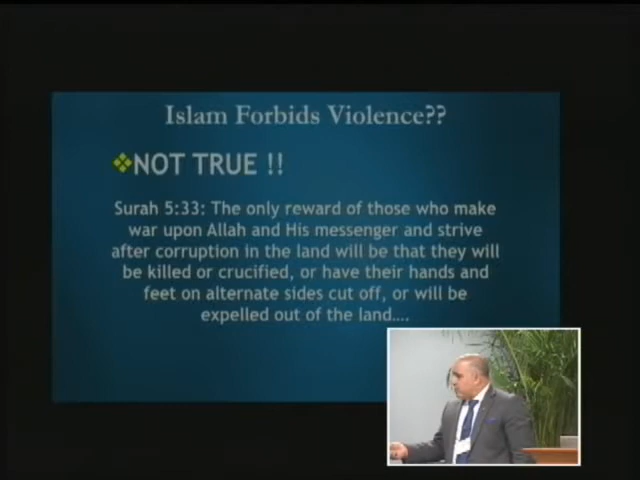 Islam Forbids Violence??
❖NOT TRUE !!
Surah 5:33: The only reward of those who make
war upon Allah and His messenger and strive
after corruption in the land will be that they will
be killed or crucified, or have their hands and
feet on alternate sides cut off, or will be
expelled out of the land....